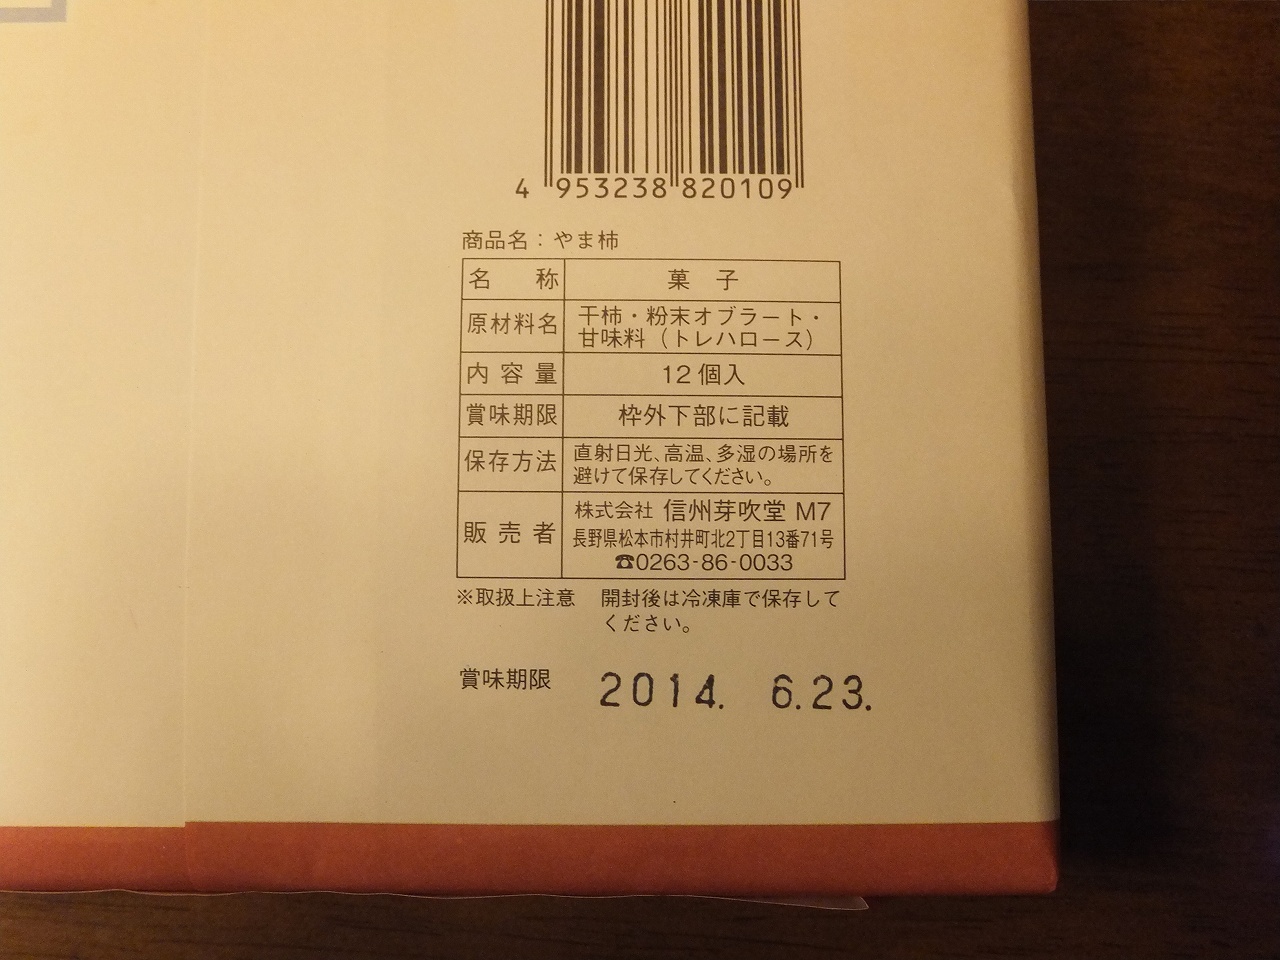 4 953238 820109
商品名：やま柿
名 称 菓 子
原材料名 干柿・粉末オブラート・
甘味料（トレハロース）
内 容 量 12個入
賞味期限 枠外下部に記載
保存方法 直射日光、高温、多湿の場所を
避けて保存してください。
販 売 者 株式会社 信州芽吹堂 M7
長野県松本市村井町北2丁目13番71号
☎0263-86-0033
※取扱上注意 開封後は冷凍庫で保存して
ください。
賞味期限 2014. 6.23.